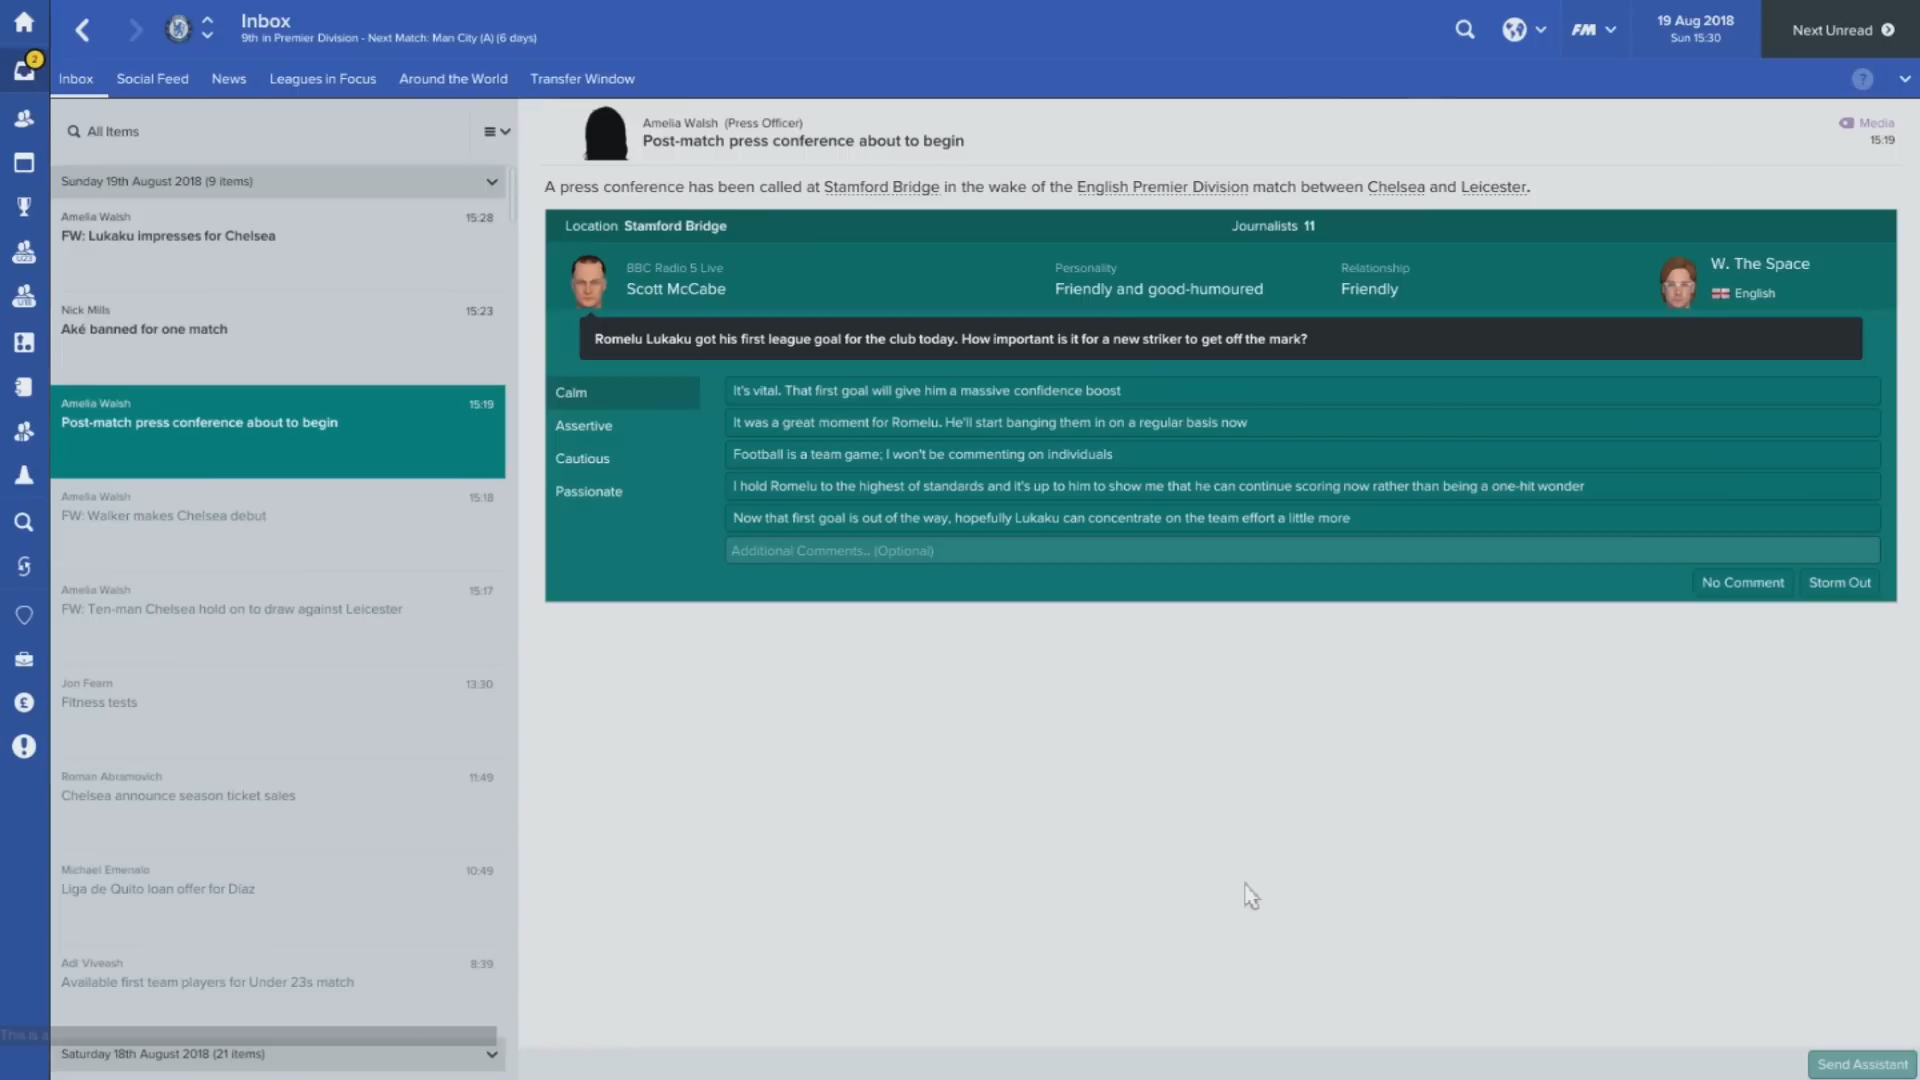 Inbox
9th in Premier Division - Next Match: Man City (A) (6 days)
FM
19 Aug 2018
Sun 15:30
Next Unread
2
Inbox
Social Feed
News
Leagues in Focus
Around the World
Transfer Window
?
All Items
Sunday 19th August 2018 (9 items)
Amelia Walsh
15:28
FW: Lukaku impresses for Chelsea
Nick Mills
15:23
Aké banned for one match
Amelia Walsh
15:19
Post-match press conference about to begin
Amelia Walsh
15:18
FW: Walker makes Chelsea debut
Amelia Walsh
15:17
FW: Ten-man Chelsea hold on to draw against Leicester
Jon Fearn
13:30
Fitness tests
Roman Abramovich
11:49
Chelsea announce season ticket sales
Michael Emenalo
10:49
Liga de Quito loan offer for Díaz
Adi Viveash
8:39
Available first team players for Under 23s match
This is a
Saturday 18th August 2018 (21 items)
Amelia Walsh (Press Officer)
Post-match press conference about to begin
Media
15:19
A press conference has been called at Stamford Bridge in the wake of the English Premier Division match between Chelsea and Leicester.
Location Stamford Bridge
Journalists 11
BBC Radio 5 Live
Scott McCabe
Personality
Friendly and good-humoured
Relationship
Friendly
W. The Space
English
Romelu Lukaku got his first league goal for the club today. How important is it for a new striker to get off the mark?
Calm
Assertive
Cautious
Passionate
It's vital. That first goal will give him a massive confidence boost
It was a great moment for Romelu. He'll start banging them in on a regular basis now
Football is a team game; I won't be commenting on individuals
I hold Romelu to the highest of standards and it's up to him to show me that he can continue scoring now rather than being a one-hit wonder
Now that first goal is out of the way, hopefully Lukaku can concentrate on the team effort a little more
Additional Comments... (Optional)
No Comment
Storm Out
Send Assistant